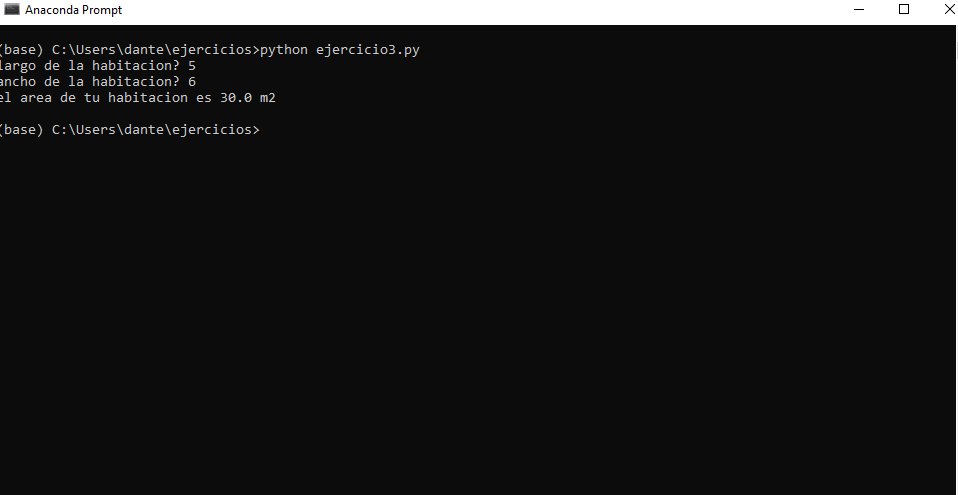 Anaconda Prompt
(base) C:\Users\dante\ejercicios>python ejercicio3.py
largo de la habitacion? 5
ancho de la habitacion? 6
el area de tu habitacion es 30.0 m2
(base) C:\Users\dante\ejercicios>